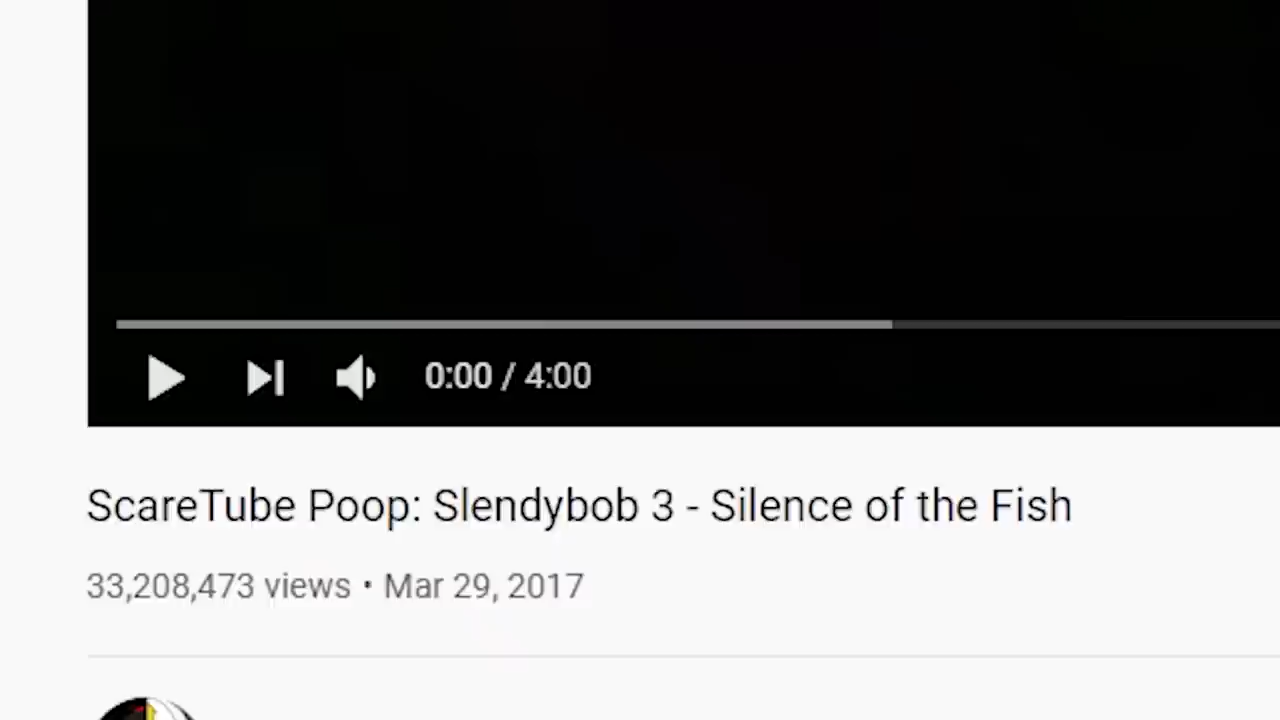 0:00 / 4:00
ScareTube Poop: Slendybob 3 - Silence of the Fish
33,208,473 views • Mar 29, 2017